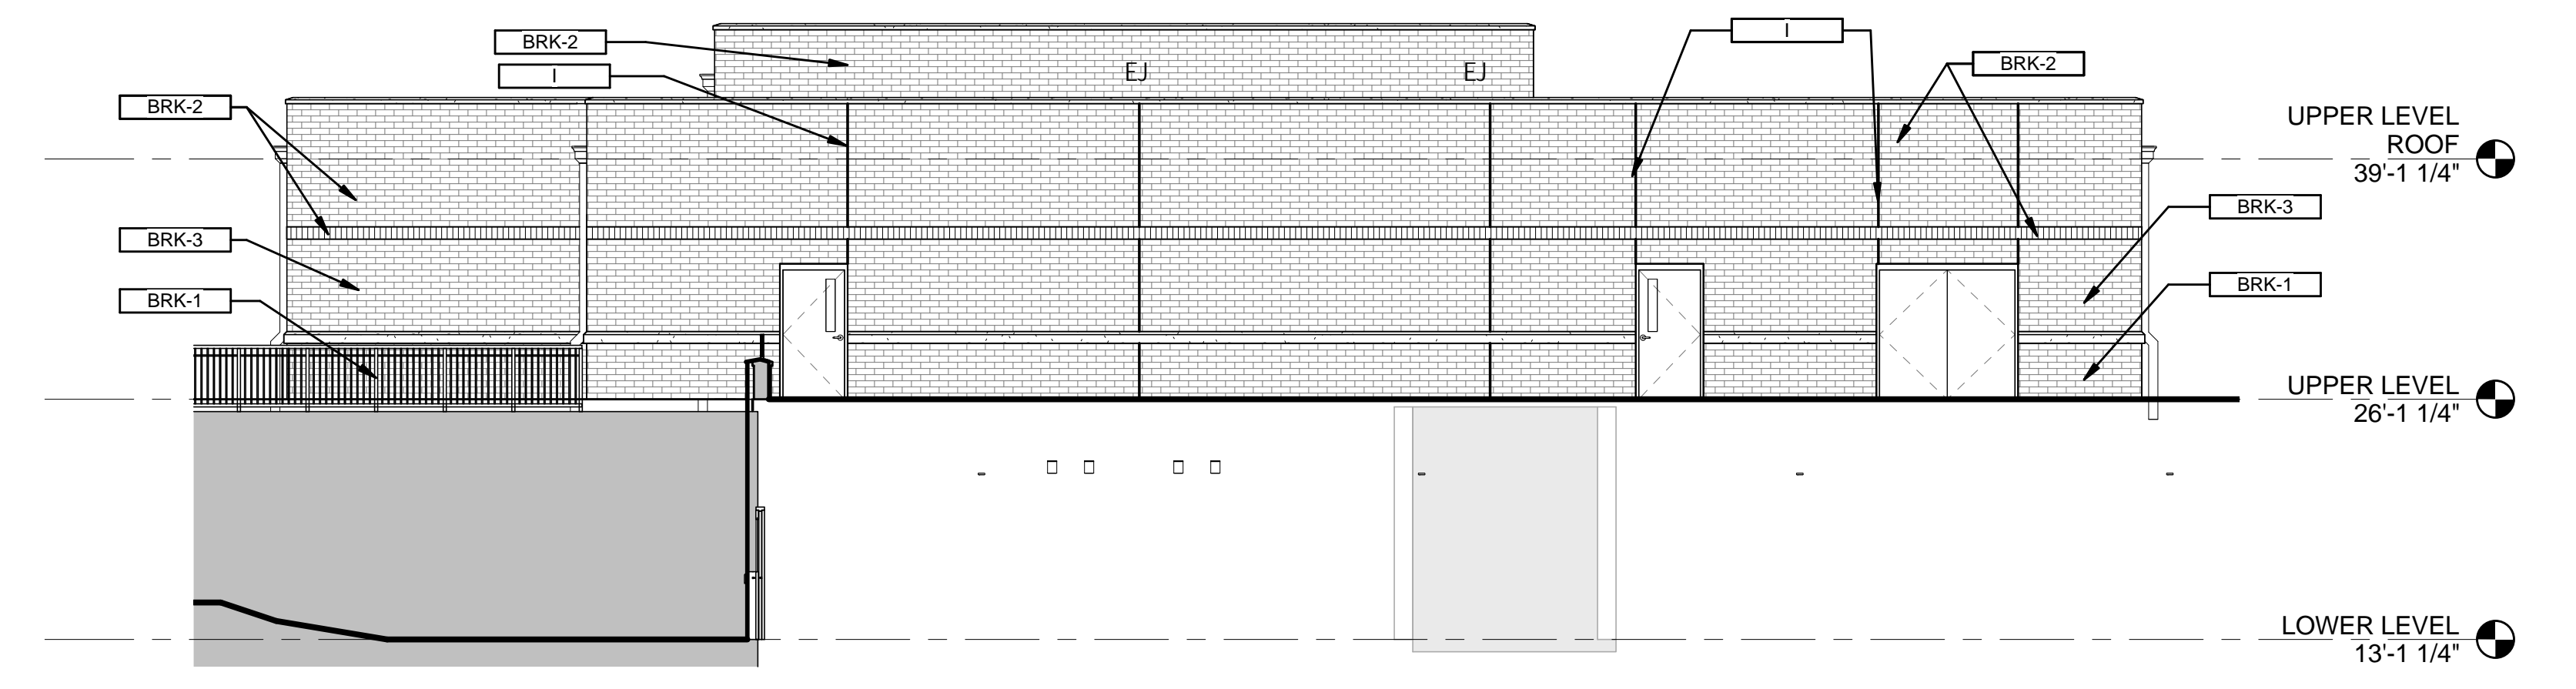 BRK-2
I
EJ
EJ
I
BRK-2
BRK-2
BRK-3
BRK-1
UPPER LEVEL
ROOF
39'-1 1/4"
BRK-3
BRK-1
UPPER LEVEL
26'-1 1/4"
LOWER LEVEL
13'-1 1/4"